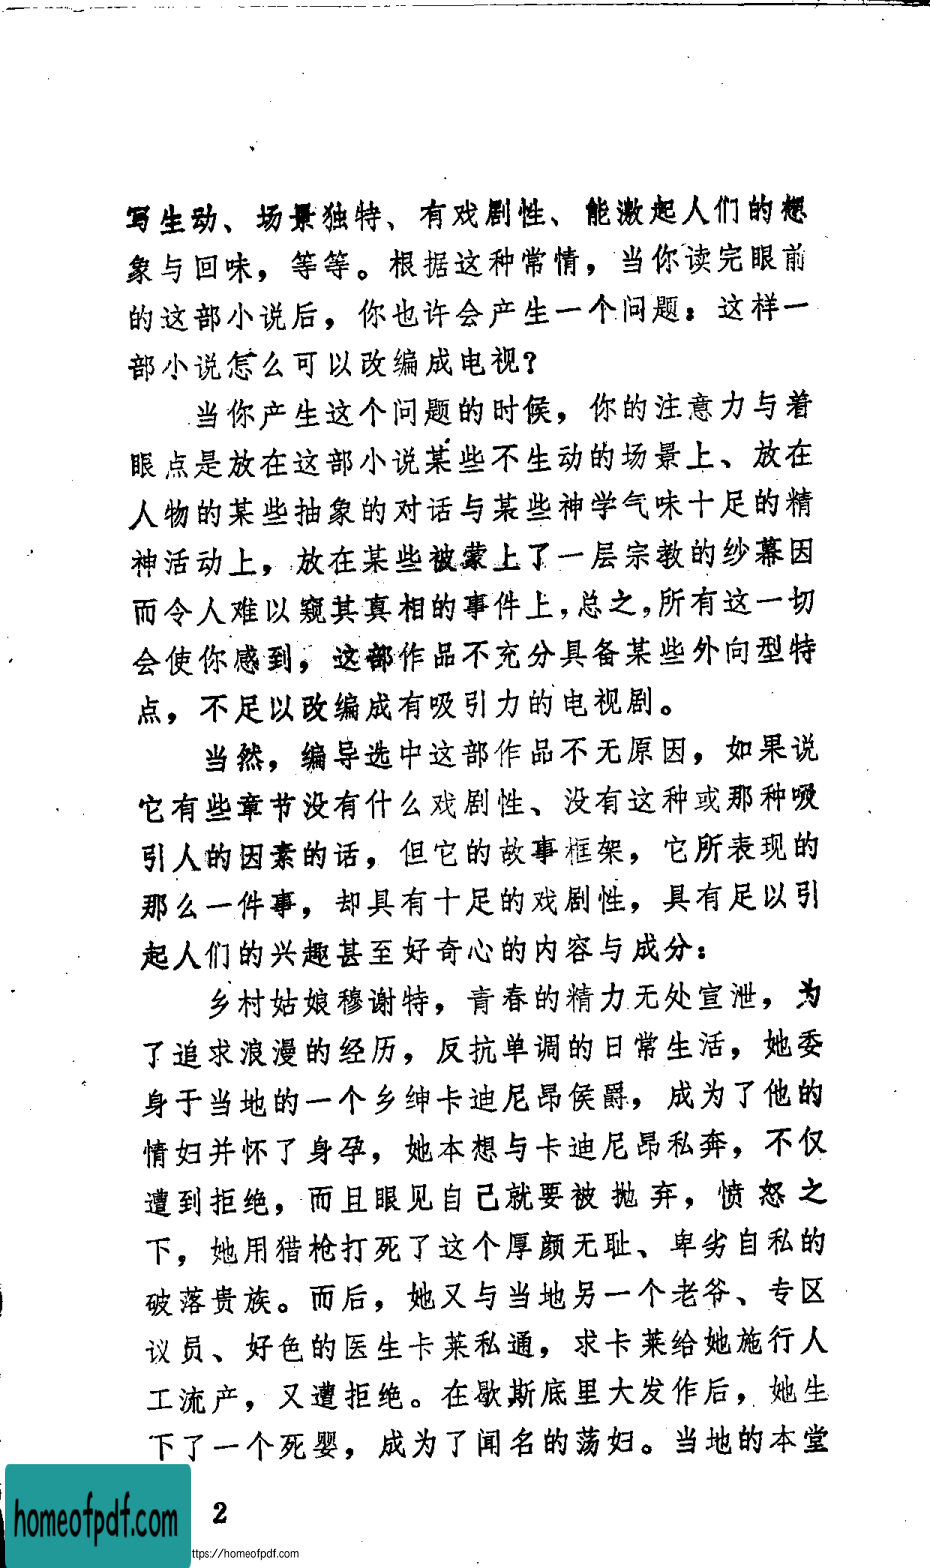 写生动、场景独特、有戏剧性、能激起人们的想
象与回味，等等。根据这种常情，当你读完眼前
的这部小说后，你也许会产生一个问题：这样一
部小说怎么可以改编成电视？
当你产生这个问题的时候，你的注意力与着
眼点是放在这部小说某些不生动的场景上、放在
人物的某些抽象的对话与某些神学气味十足的精
神活动上，放在某些被蒙上了一层宗教的纱幕因
而令人难以窥其真相的事件上，总之，所有这一切
会使你感到，这部作品不充分具备某些外向型特
点，不足以改编成有吸引力的电视剧。
当然，编导选中这部作品不无原因，如果说
它有些章节没有什么戏剧性、没有这种或那种吸
引人的因素的话，但它的故事框架，它所表现的
那么一件事，却具有十足的戏剧性，具有足以引
起人们的兴趣甚至好奇心的内容与成分：
乡村姑娘穆谢特，青春的精力无处宣泄，为
了追求浪漫的经历，反抗单调的日常生活，她委
身于当地的一个乡绅卡迪尼昂侯爵，成为了他的
情妇并怀了身孕，她本想与卡迪尼昂私奔，不仅
遭到拒绝，而且眼见自己就要被抛弃，愤怒之
下，她用猎枪打死了这个厚颜无耻、卑劣自私的
破落贵族。而后，她又与当地另一个老爷、专区
议员、好色的医生卡莱私通，求卡莱给她施行人
工流产，又遭拒绝。在歇斯底里大发作后，她生
下了一个死婴，成为了闻名的荡妇。当地的本堂
2
homeofpdf.com
ttps://homeofpdf.com